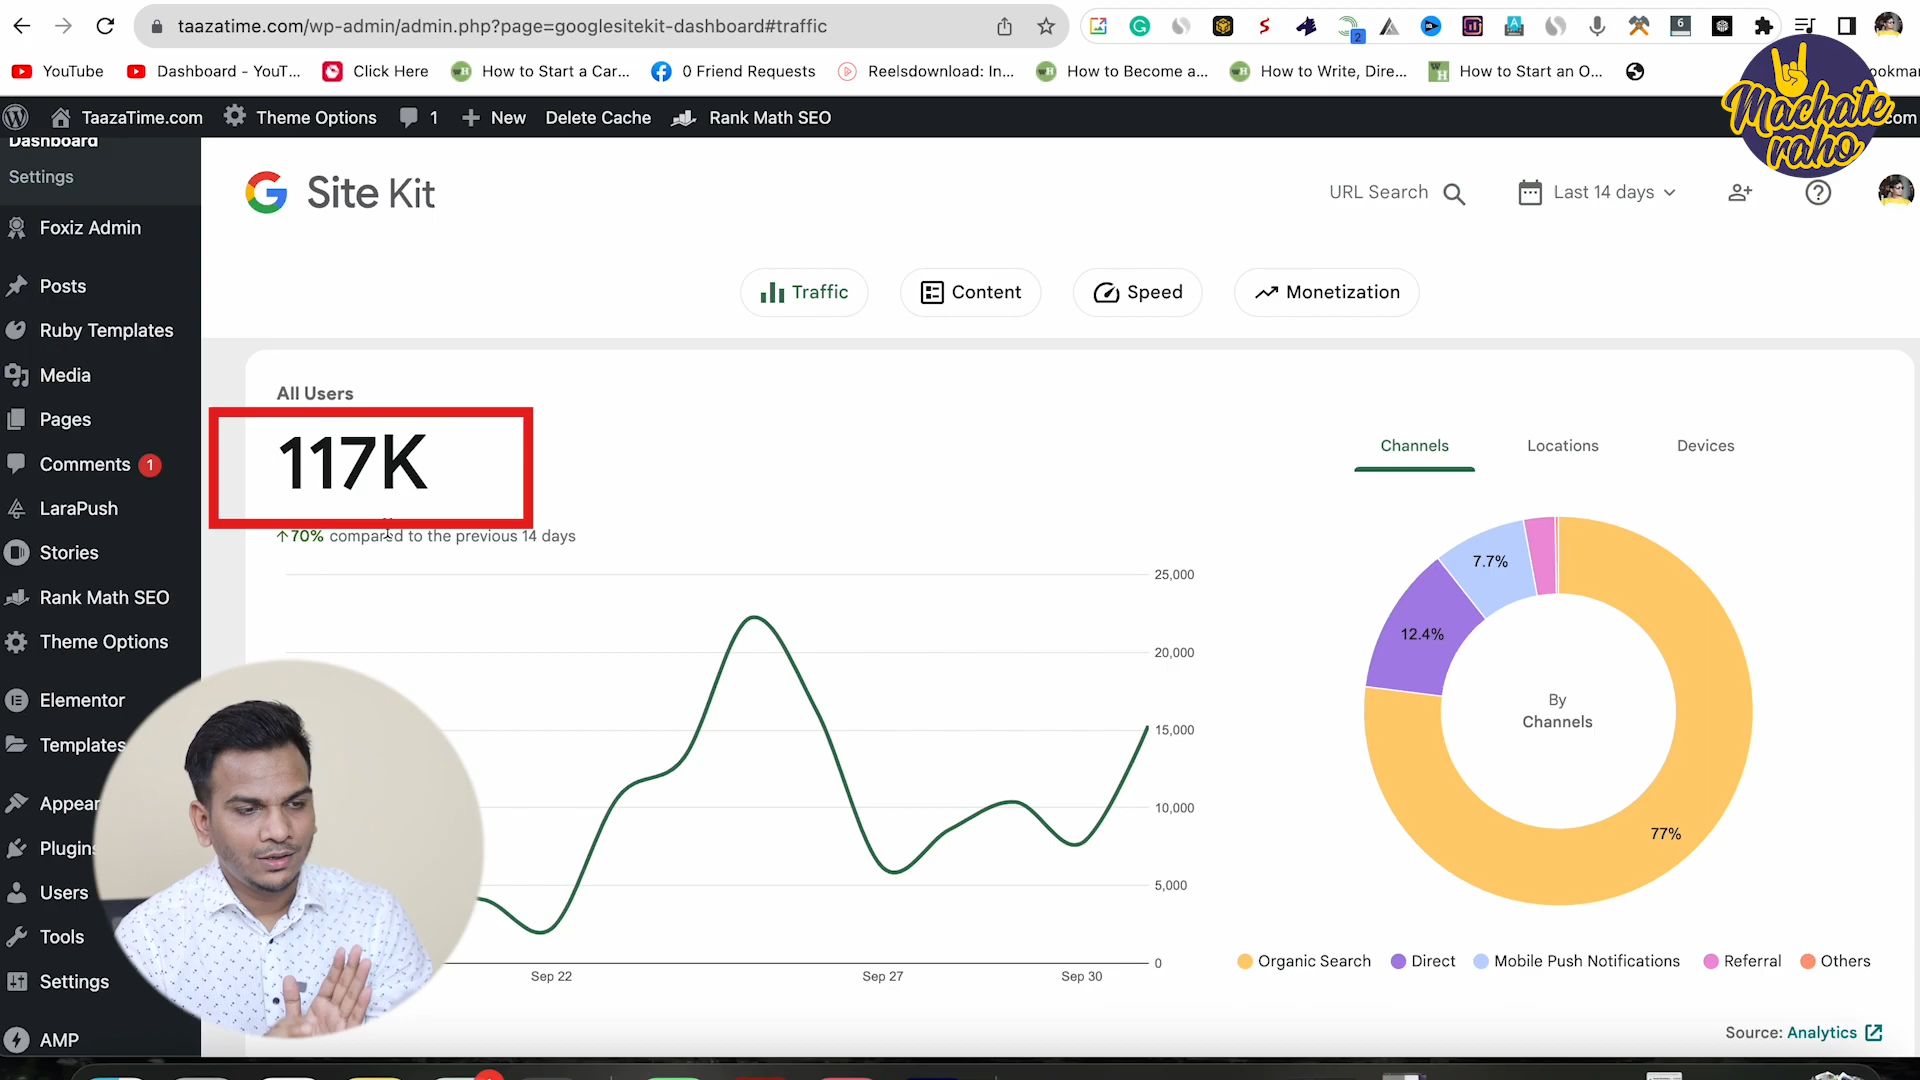 taazatime.com/wp-admin/admin.php?page=googlesitekit-dashboard#traffic
2
6
YouTube
Dashboard - YouT...
Click Here
How to Start a Car...
0 Friend Requests
Reelsdownload: In...
How to Become a...
How to Write, Dire...
How to Start an O...
Machate
raho
TaazaTime.com
Theme Options
1
New
Delete Cache
Rank Math SEO
Dashboard
Settings
Foxiz Admin
Posts
Ruby Templates
Media
Pages
Comments 1
LaraPush
Stories
Rank Math SEO
Theme Options
Elementor
Templates
Appear
Plugins
Users
Tools
Settings
AMP
Site Kit
URL Search
Last 14 days
Traffic
Content
Speed
Monetization
All Users
117K
↑70% compared to the previous 14 days
25,000
20,000
15,000
10,000
5,000
0
Sep 22
Sep 27
Sep 30
Channels
Locations
Devices
7.7%
12.4%
77%
By
Channels
Organic Search
Direct
Mobile Push Notifications
Referral
Others
Source: Analytics